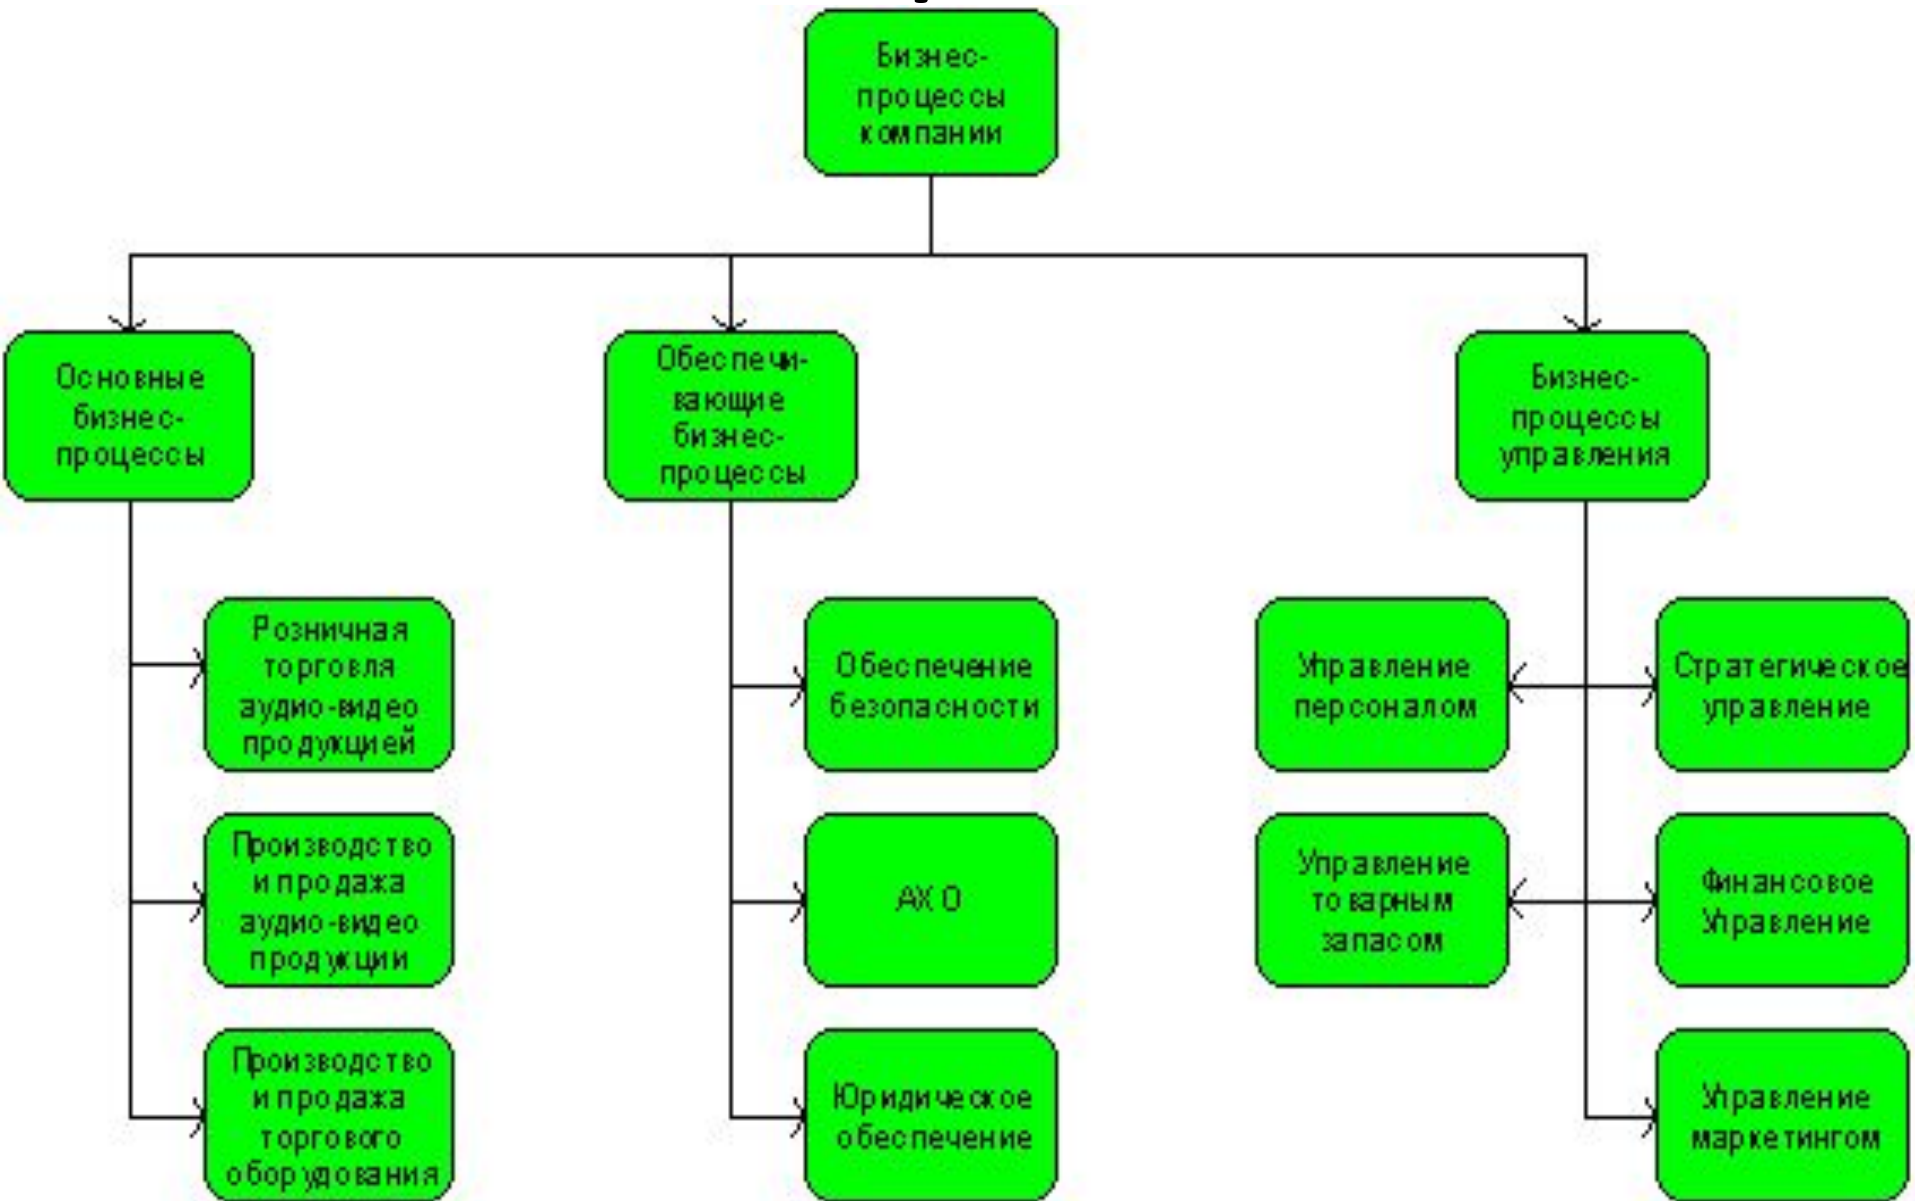 Бизнес-
процессы
компании
Основные
бизнес-
процессы
Обеспечи-
вающие
бизнес-
процессы
Бизнес-
процессы
управления
Розничная
торговля
аудио-видео
продукцией
Обеспечение
безопасности
Управление
персоналом
Стратегическое
управление
Производство
и продажа
аудио-видео
продукции
АХО
Управление
товарным
запасом
Финансовое
Управление
Производство
и продажа
торгового
оборудования
Юридическое
обеспечение
Управление
маркетингом